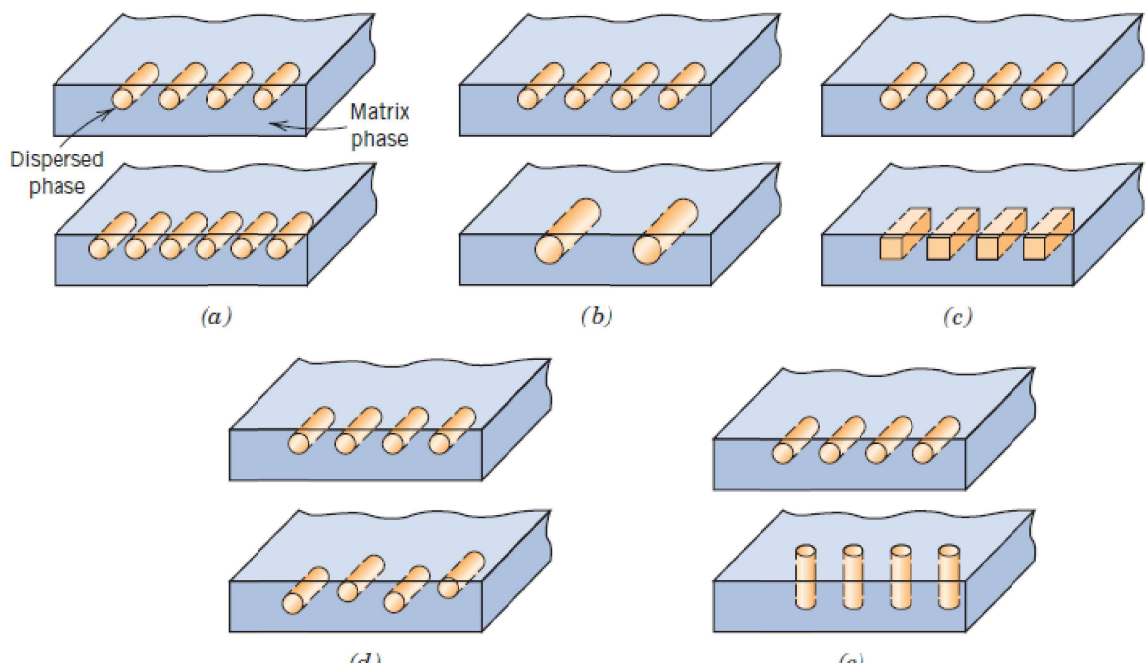 Matrix
phase
Dispersed
phase
(a)
(b)
(c)
(d)
(e)